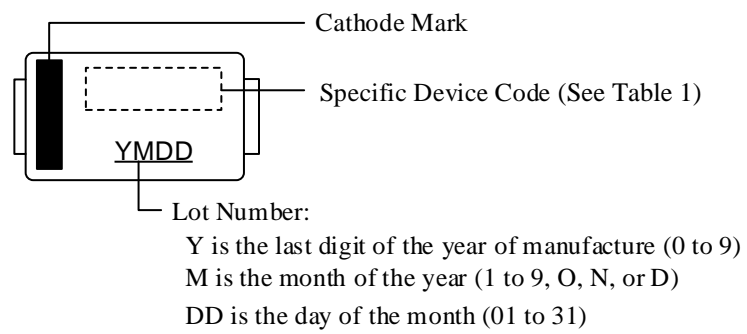 Cathode Mark
Specific Device Code (See Table 1)
YMDD
Lot Number:
Y is the last digit of the year of manufacture (0 to 9)
M is the month of the year (1 to 9, O, N, or D)
DD is the day of the month (01 to 31)